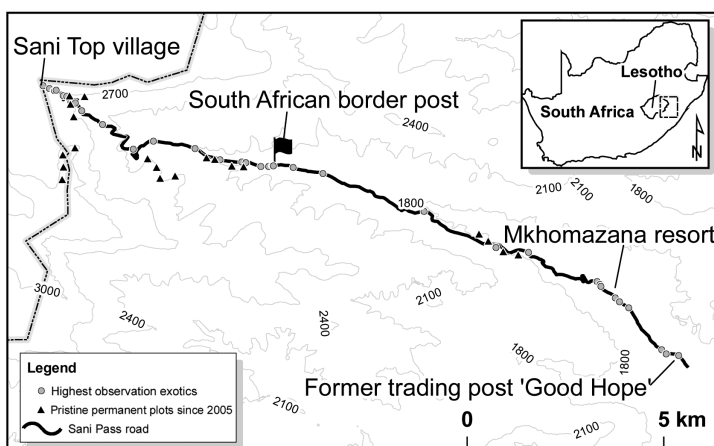 Sani Top village
2700
South African border post
2400
Lesotho
South Africa
N
2100
2100
1800
1800
Mkhomazana resort
3000
2100
2400
2400
1800
1800
Former trading post 'Good Hope'
2100
2100
0 5 km
Legend
Highest observation exotics
Pristine permanent plots since 2005
Sani Pass road